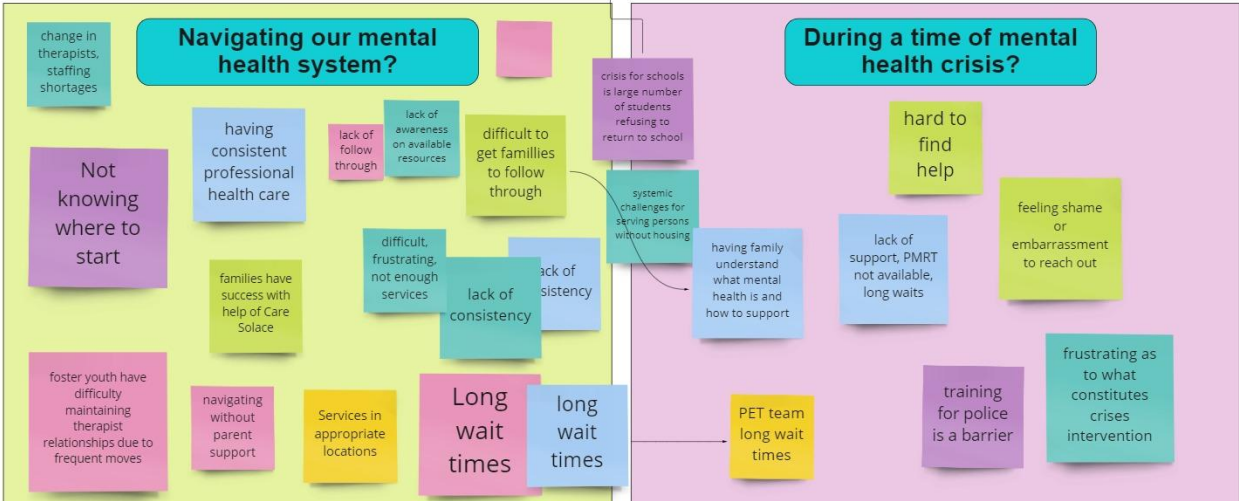 Navigating our mental
health system?
change in
therapists,
staffing
shortages
Not
knowing
where to
start
having
consistent
professional
health care
lack of
follow
through
lack of
awareness
on available
resources
difficult to
get famillies
to follow
through
families have
success with
help of Care
Solace
difficult,
frustrating,
not enough
services
lack of
consistency
ack of
sistency
foster youth have
difficulty
maintaining
therapist
relationships due to
frequent moves
navigating
without
parent
support
Services in
appropriate
locations
Long
wait
times
long
wait
times
During a time of mental
health crisis?
crisis for schools
is large number
of students
refusing to
return to school
systemic
challenges for
serving persons
without housing
having family
understand
what mental
health is and
how to support
hard to
find
help
lack of
support, PMRT
not available,
long waits
feeling shame
or
embarrassment
to reach out
PET team
long wait
times
training
for police
is a barrier
frustrating as
to what
constitutes
crises
intervention